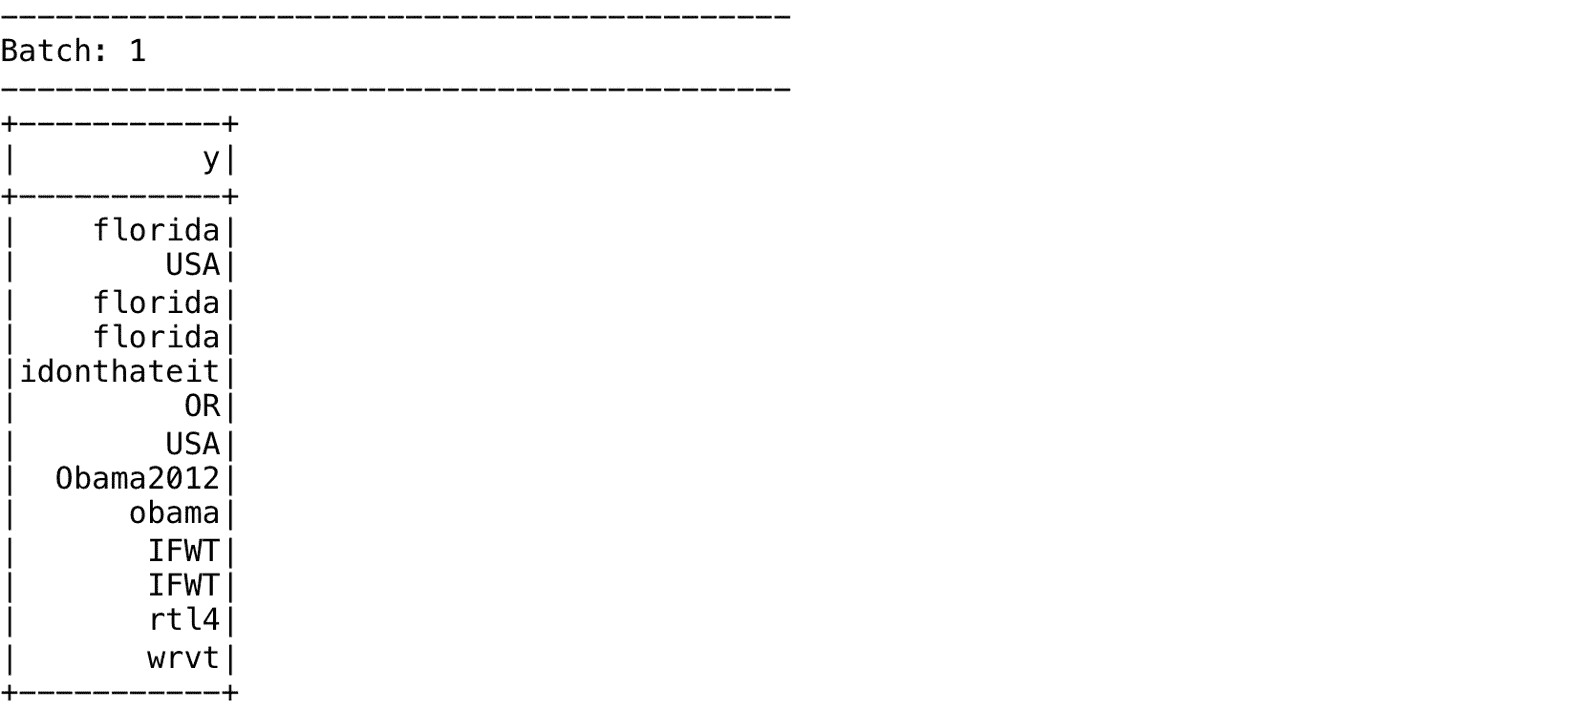 -------------------------------------------
Batch: 1
-------------------------------------------
+-----------+
|          y|
+-----------+
|    florida|
|        USA|
|    florida|
|    florida|
|idonthateit|
|         OR|
|        USA|
|  Obama2012|
|      obama|
|       IFWT|
|       IFWT|
|       rtl4|
|       wrvt|
+-----------+